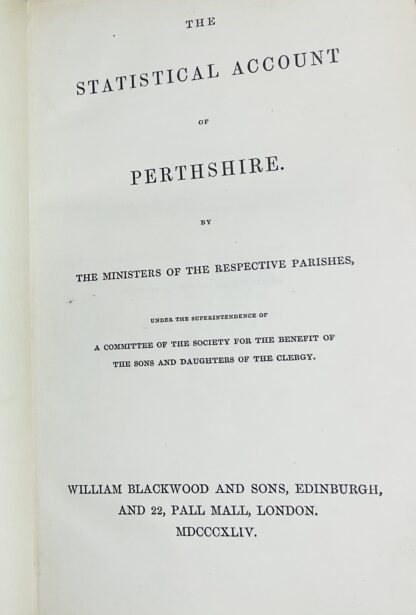 THE
STATISTICAL ACCOUNT
OF
PERTHSHIRE.
BY
THE MINISTERS OF THE RESPECTIVE PARISHES,
UNDER THE SUPERINTENDENCE OF
A COMMITTEE OF THE SOCIETY FOR THE BENEFIT OF
THE SONS AND DAUGHTERS OF THE CLERGY.
WILLIAM BLACKWOOD AND SONS, EDINBURGH,
AND 22, PALL MALL, LONDON.
MDCCCXLIV.